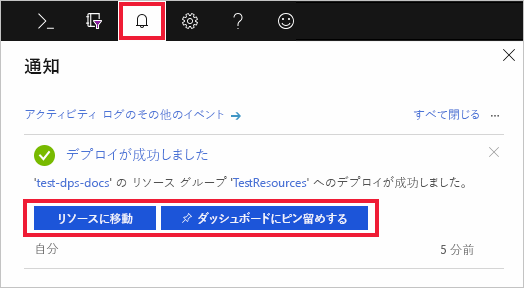 通知
アクティビティ ログのその他のイベント → すべて閉じる ...
デプロイが成功しました
'test-dps-docs' の リソース グループ 'TestResources' へのデプロイが成功しました。
リソースに移動 ダッシュボードにピン留めする
自分 5 分前